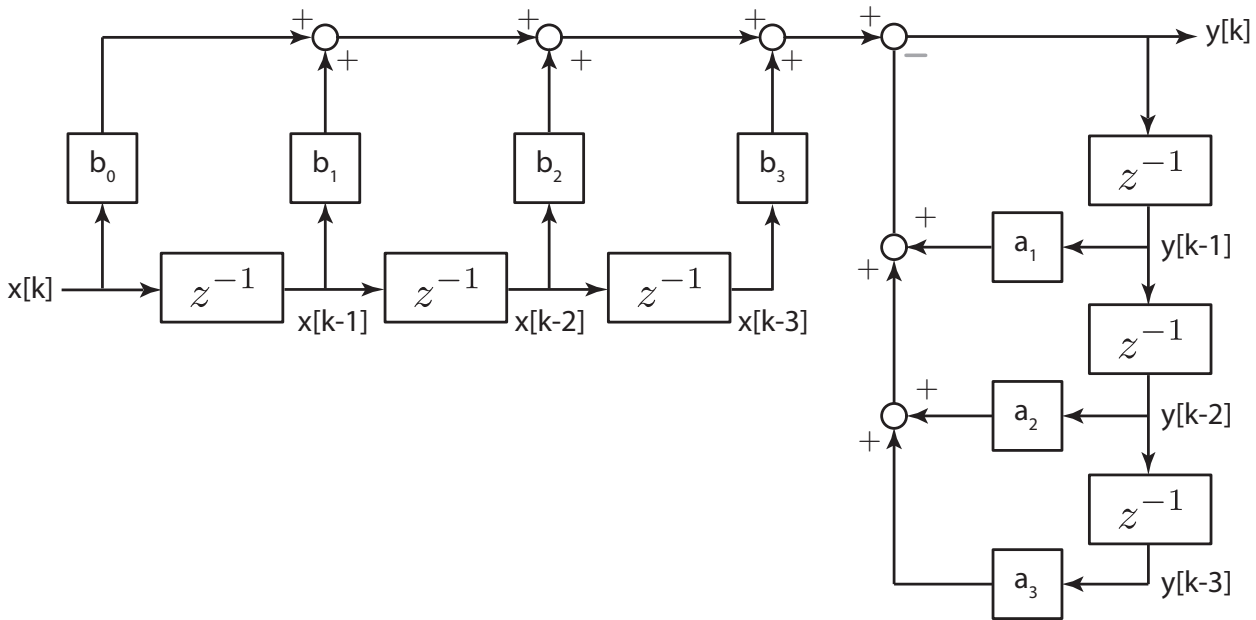 + + + + y[k]
+ + + −
b₀ b₁ b₂ b₃ z⁻¹
+ a₁ y[k-1]
x[k] z⁻¹ z⁻¹ z⁻¹ +
x[k-1] x[k-2] x[k-3] z⁻¹
+ a₂ y[k-2]
+
z⁻¹
a₃ y[k-3]